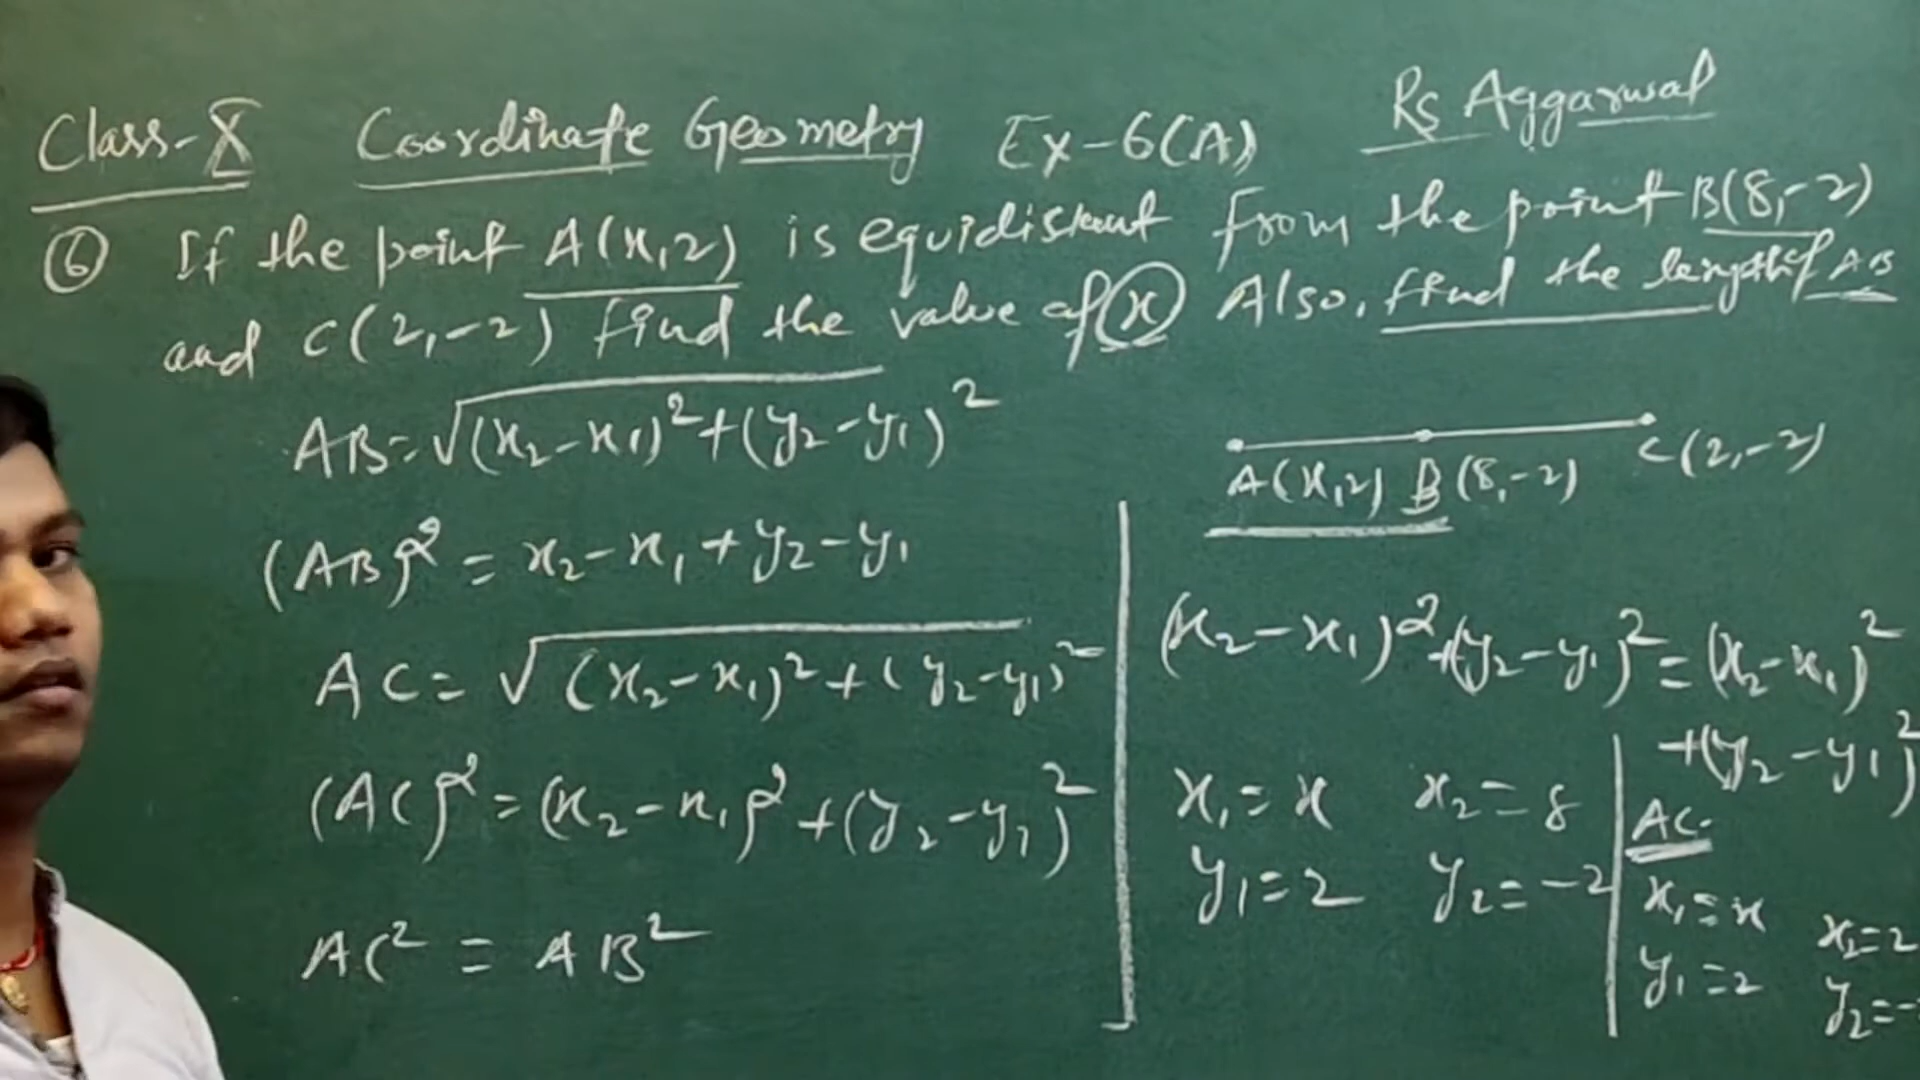 Class-X Coordinate Geometry Ex-6(A) RS Aggarwal
⑥ If the point A(x,2) is equidistant from the point B(8,-2)
and C(2,-2) find the value of x Also, find the length of AB
AB=√(x₂-x₁)²+(y₂-y₁)²
A(x,2) B(8,-2) C(2,-2)
(AB)² = x₂-x₁+y₂-y₁
AC= √(x₂-x₁)²+(y₂-y₁)²
(AC)²=(x₂-x₁)²+(y₂-y₁)²
AC² = AB²
(x₂-x₁)²+(y₂-y₁)²=(x₂-x₁)²
+(y₂-y₁)²
x₁=x x₂=8
y₁=2 y₂=-2
AC.
x₁=x x₂=2
y₁=2 y₂=-